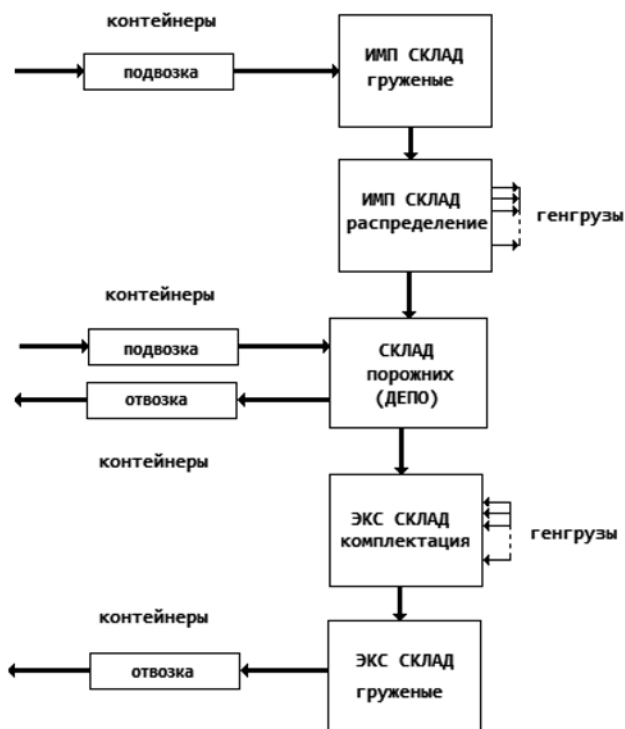 контейнеры
подвозка
ИМП СКЛАД
груженые
ИМП СКЛАД
распределение
генгрузы
контейнеры
подвозка
отвозка
контейнеры
СКЛАД
порожних
(ДЕПО)
ЭКС СКЛАД
комплектация
генгрузы
контейнеры
отвозка
ЭКС СКЛАД
груженые